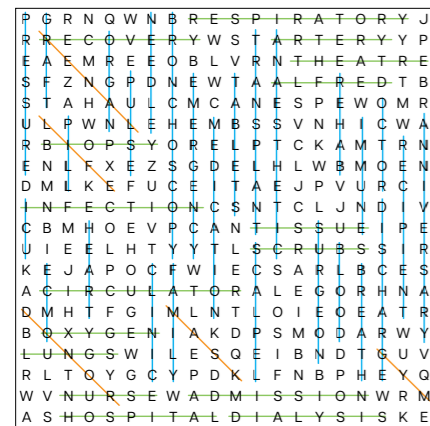 P G R N Q W N B R E S P I R A T O R Y J
R R E C O V E R Y W S T A R T E R Y Y P
E A E M R E E O B L V R N T H E A T R E
S F Z N G P D N E W T A A L F R E D T B
S T A H A U L C M C A N E S P E W O M R
U L P W N L E H E M B S S V N H I C W A
R B I O P S Y O R E L P T C K A M T R N
E N L F X E Z S G D E L H L W B M O E N
D M L K E F U C E I T A E J P V U R C I
I N F E C T I O N C S N T C L J N D I V
C B M H O E V P C A N T I S S U E I P E
U I E E L H T Y Y T L S C R U B S S I R
K E J A P O C F W I E C S A R L B C E S
A C I R C U L A T O R A L E G O R H N A
D M H T F G I M L N T L O I E O E A T R
B O X Y G E N I A K D P S M O D A R W Y
L U N G S W I L E S Q E I B N D T G U V
R L T O Y G C Y P D K L F N B P H E Y Q
W V N U R S E W A D M I S S I O N W R M
A S H O S P I T A L D I A L Y S I S K E